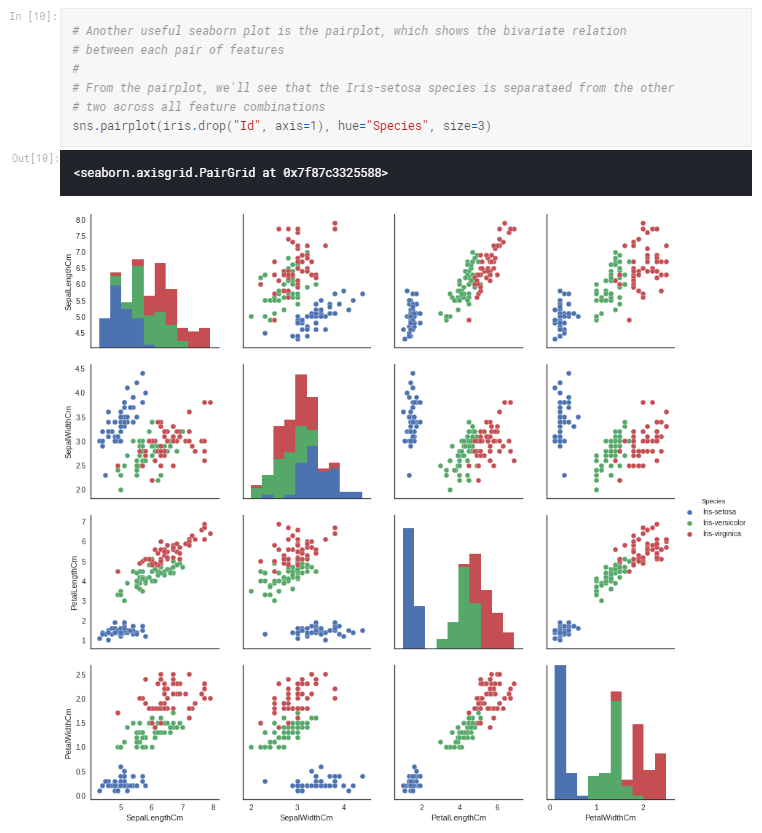 In [10]:
# Another useful seaborn plot is the pairplot, which shows the bivariate relation
# between each pair of features
#
# From the pairplot, we'll see that the Iris-setosa species is separataed from the other
# two across all feature combinations
sns.pairplot(iris.drop("Id", axis=1), hue="Species", size=3)
Out[10]:
<seaborn.axisgrid.PairGrid at 0x7f87c3325588>
8.0
7.5
7.0
6.5
6.0
5.5
5.0
4.5
SepalLengthCm
4.5
4.0
3.5
3.0
2.5
2.0
SepalWidthCm
Species
Iris-setosa
Iris-versicolor
Iris-virginica
7
6
5
4
3
2
1
PetalLengthCm
2.5
2.0
1.5
1.0
0.5
0.0
PetalWidthCm
5 6 7 8
2 3 4
2 4 6
0 1 2
SepalLengthCm
SepalWidthCm
PetalLengthCm
PetalWidthCm